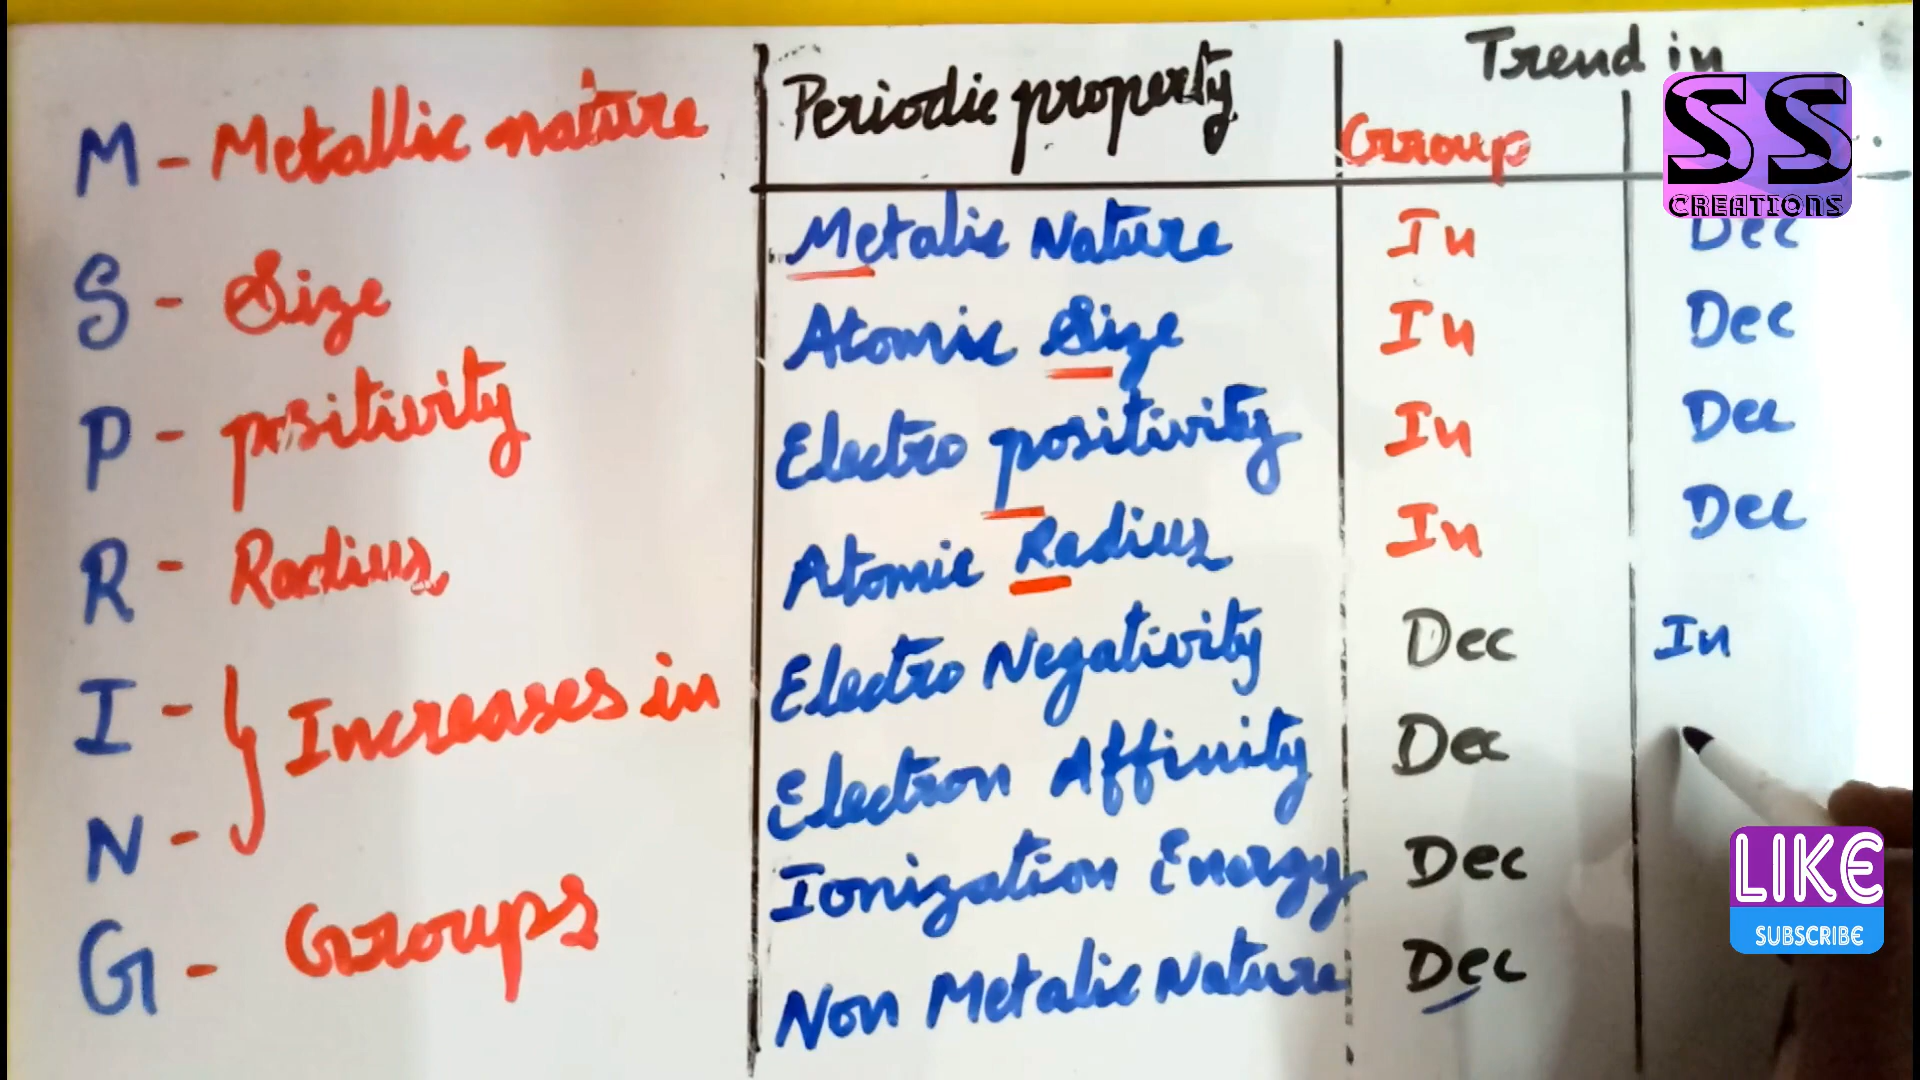 M - Metallic nature
S - Size
P - positivity
R - Radius
I - } Increases in
N -
G - Groups
Periodic property
Trend in
Group
Metalic Nature In Dec
Atomic Size In Dec
Electro positivity In Dec
Atomic Radius In Dec
Electro Negativity Dec In
Electron Affinity Dec
Ionization Energy Dec
Non Metalic Nature Dec
SS
CREATIONS
LIKE
SUBSCRIBE